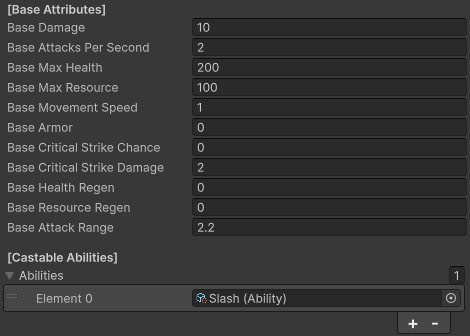 [Base Attributes]
Base Damage 10
Base Attacks Per Second 2
Base Max Health 200
Base Max Resource 100
Base Movement Speed 1
Base Armor 0
Base Critical Strike Chance 0
Base Critical Strike Damage 2
Base Health Regen 0
Base Resource Regen 0
Base Attack Range 2.2
[Castable Abilities]
Abilities 1
Element 0 Slash (Ability)
+ -